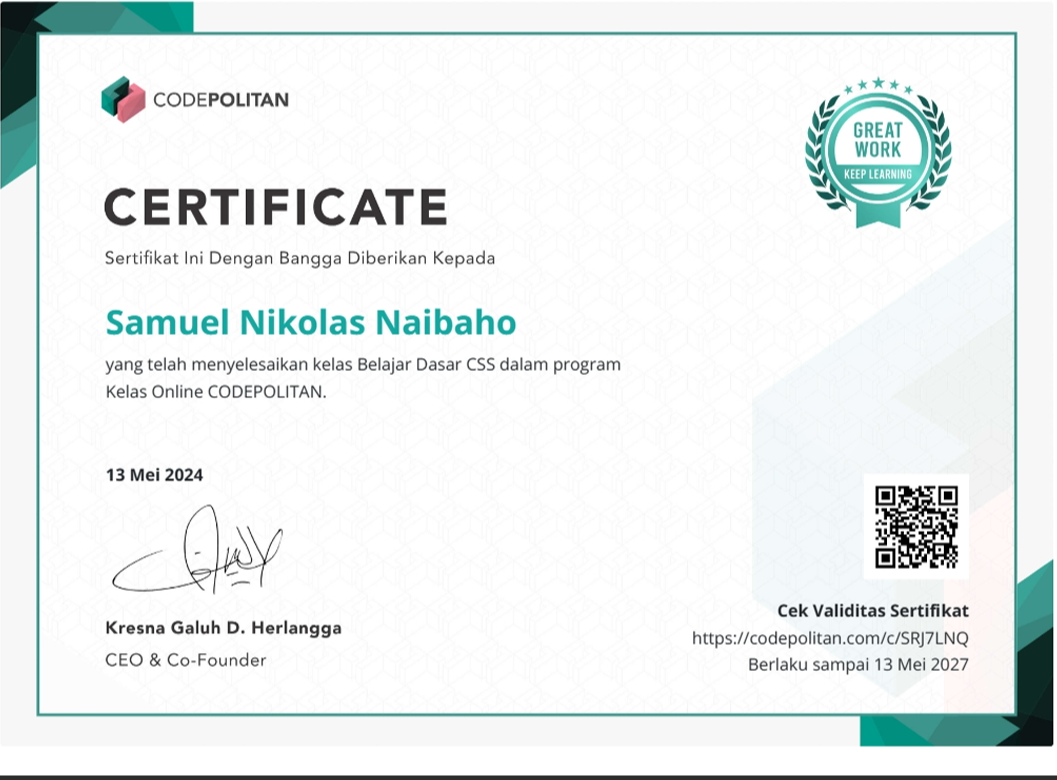 CODEPOLITAN
GREAT
WORK
KEEP LEARNING
CERTIFICATE
Sertifikat Ini Dengan Bangga Diberikan Kepada
Samuel Nikolas Naibaho
yang telah menyelesaikan kelas Belajar Dasar CSS dalam program
Kelas Online CODEPOLITAN.
13 Mei 2024
Kresna Galuh D. Herlangga
CEO & Co-Founder
Cek Validitas Sertifikat
https://codepolitan.com/c/SRJ7LNQ
Berlaku sampai 13 Mei 2027